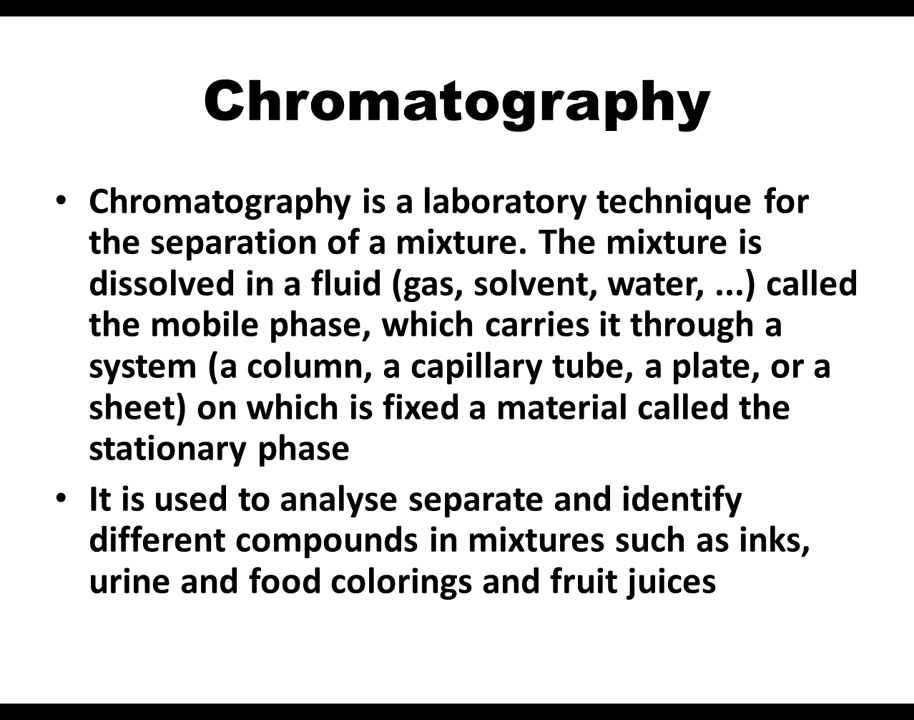 Chromatography
• Chromatography is a laboratory technique for
the separation of a mixture. The mixture is
dissolved in a fluid (gas, solvent, water, ...) called
the mobile phase, which carries it through a
system (a column, a capillary tube, a plate, or a
sheet) on which is fixed a material called the
stationary phase
• It is used to analyse separate and identify
different compounds in mixtures such as inks,
urine and food colorings and fruit juices